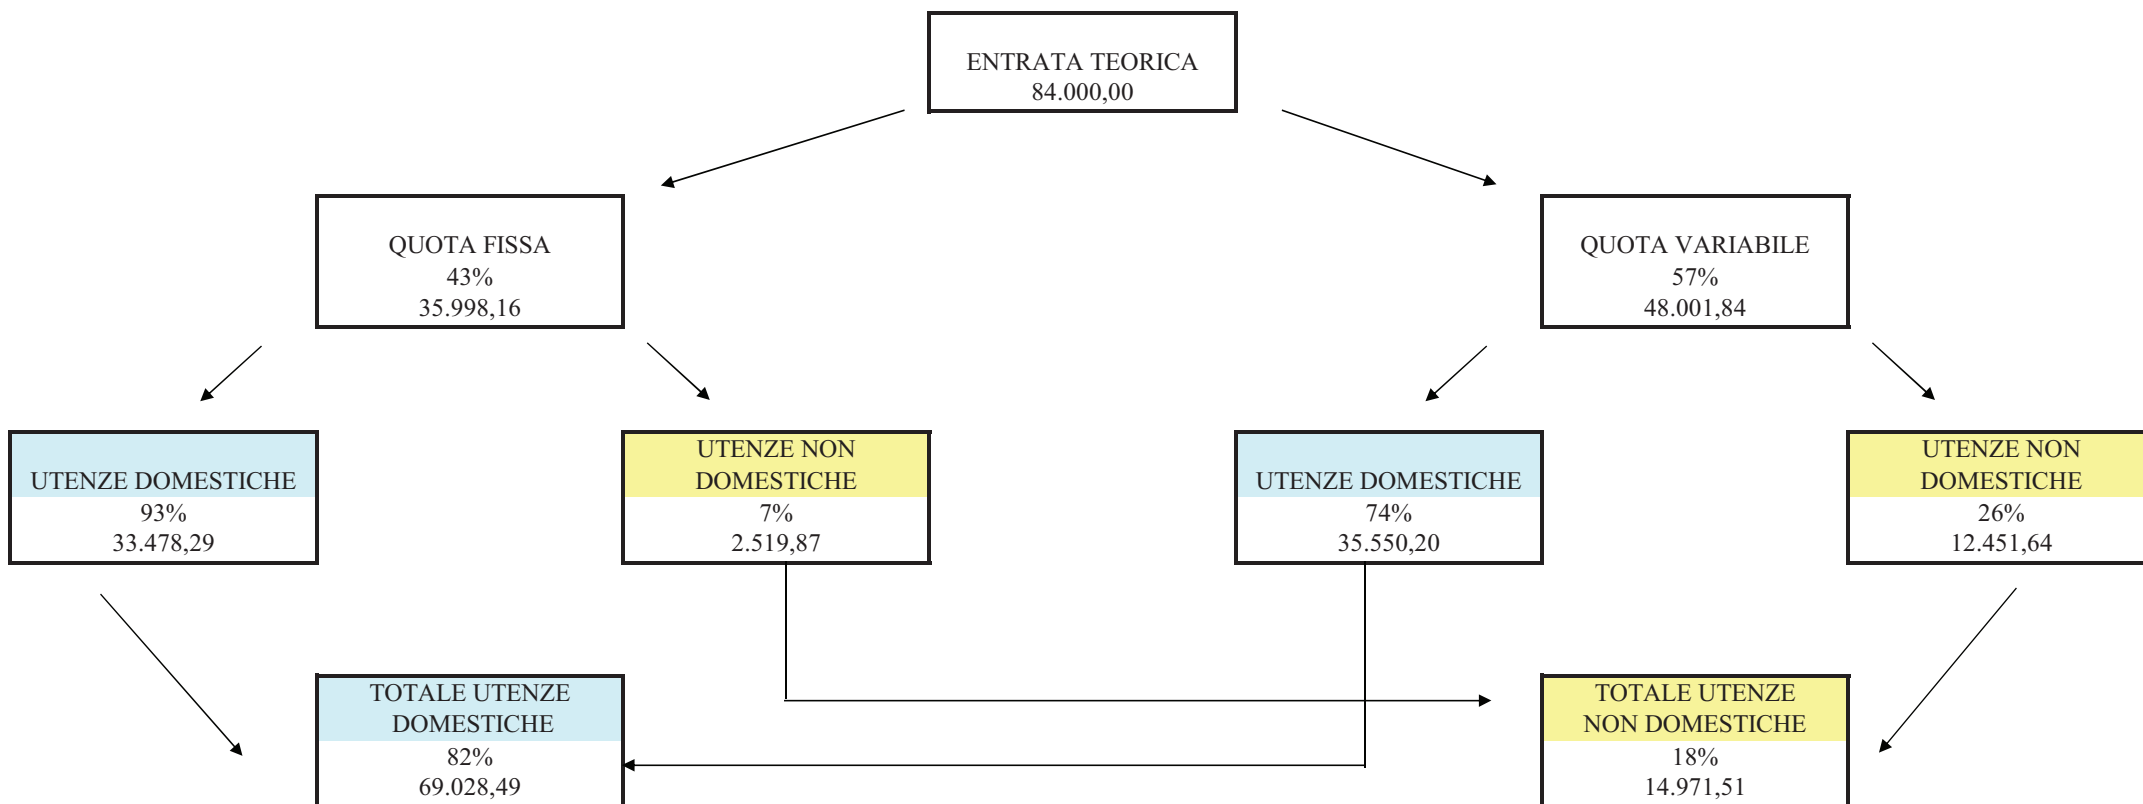 ENTRATA TEORICA
84.000,00
QUOTA FISSA
43%
35.998,16
QUOTA VARIABILE
57%
48.001,84
UTENZE DOMESTICHE
93%
33.478,29
UTENZE NON
DOMESTICHE
7%
2.519,87
UTENZE DOMESTICHE
74%
35.550,20
UTENZE NON
DOMESTICHE
26%
12.451,64
TOTALE UTENZE
DOMESTICHE
82%
69.028,49
TOTALE UTENZE
NON DOMESTICHE
18%
14.971,51